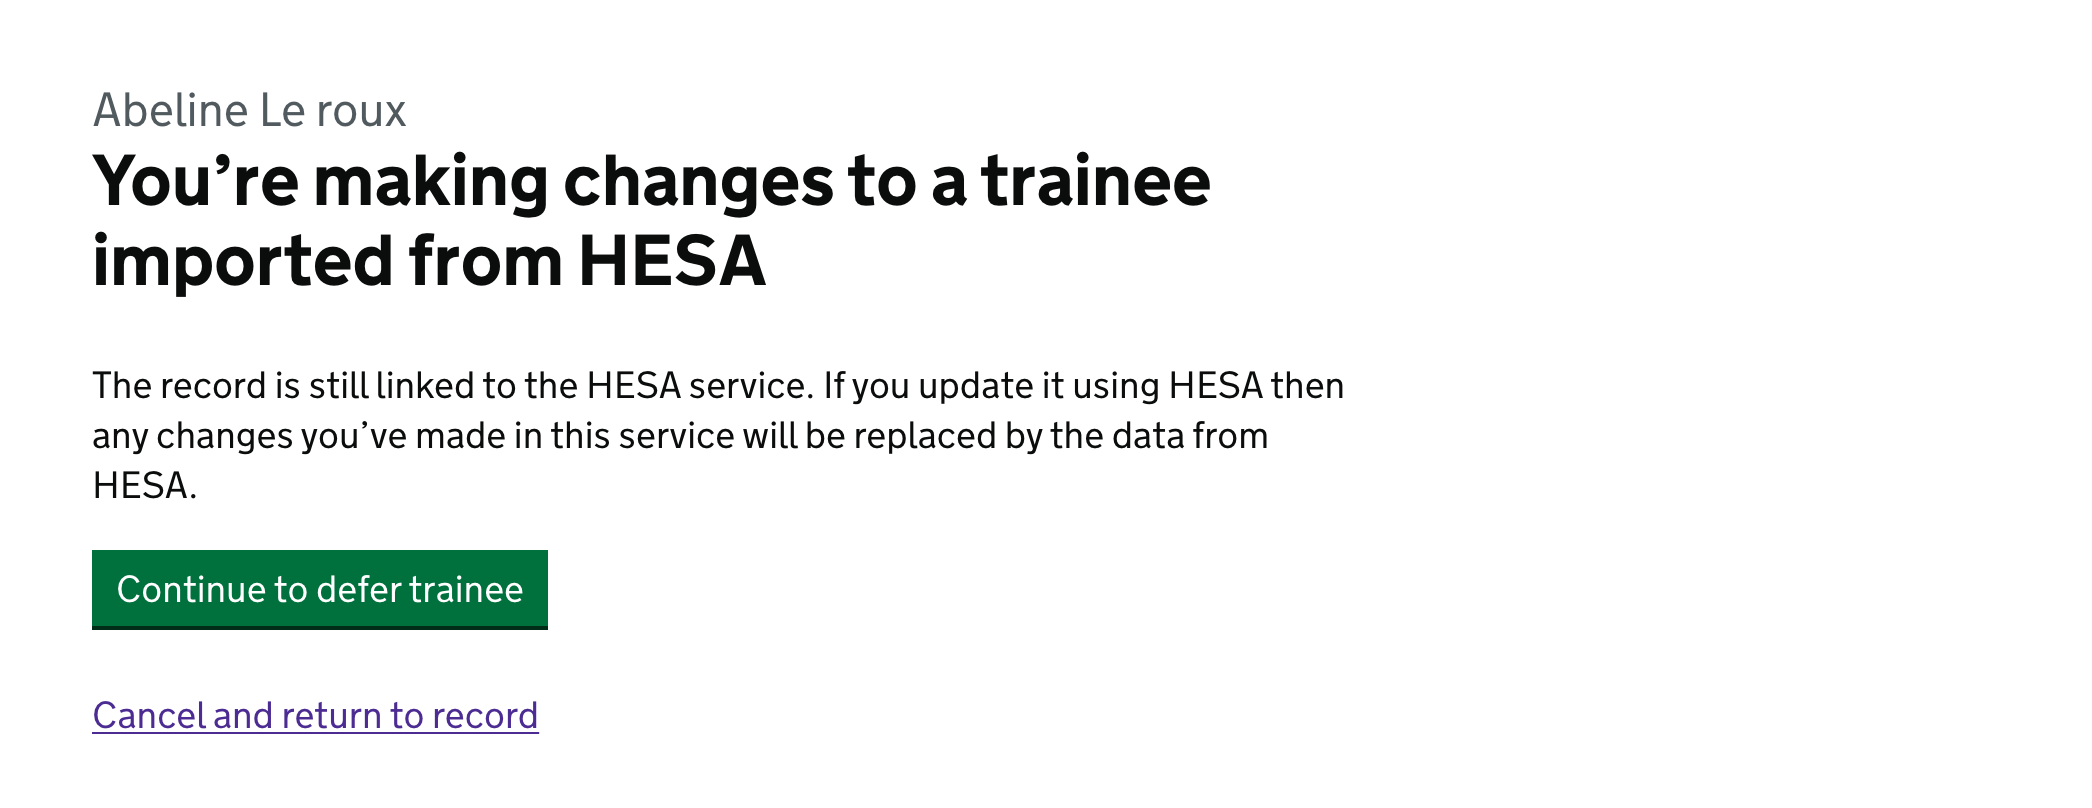 Abeline Le roux
You’re making changes to a trainee
imported from HESA
The record is still linked to the HESA service. If you update it using HESA then
any changes you’ve made in this service will be replaced by the data from
HESA.
Continue to defer trainee
Cancel and return to record